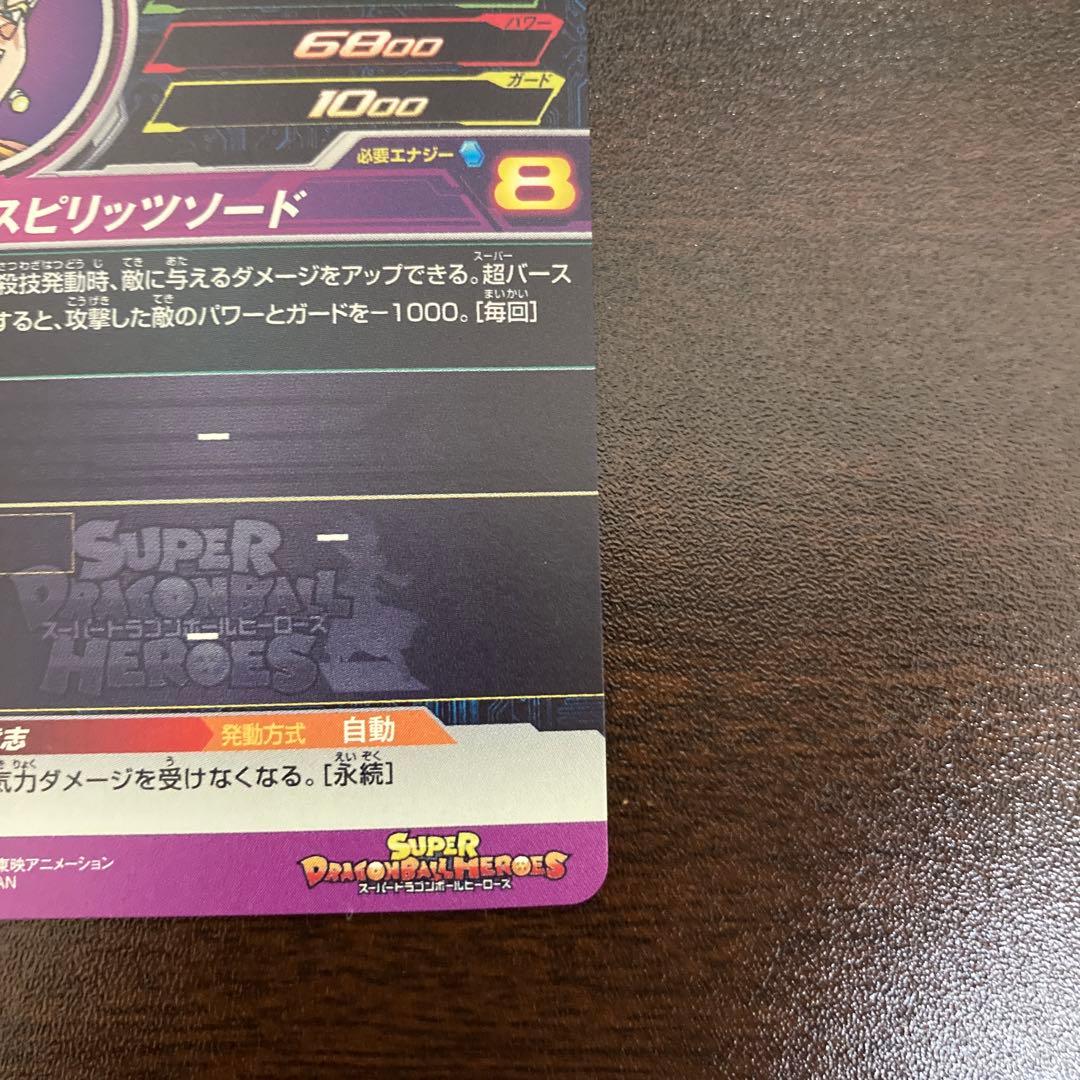 パワー
6800
ガード
1000
必要エナジー
8
スピリッツソード
殺技発動時、敵に与えるダメージをアップできる。超バース
すると、攻撃した敵のパワーとガードを-1000。[毎回]
-
-
SUPER
DRAGONBALL
スーパードラゴンボールヒーローズ
HEROES
-
志
発動方式 自動
気力ダメージを受けなくなる。[永続]
東映アニメーション
AN
SUPER
DRAGONBALL HEROES
スーパードラゴンボールヒーローズ